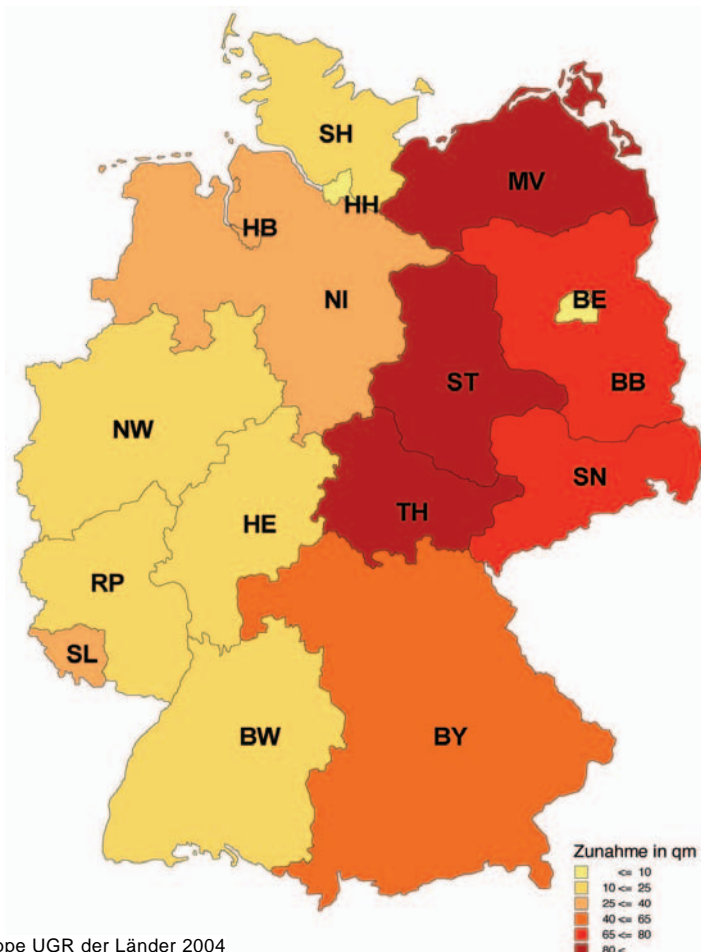 SH
MV
HH
HB
BE
NI
ST
BB
NW
SN
HE
TH
RP
SL
BW
BY
Zunahme in qm
<= 10
10 <= 25
25 <= 40
40 <= 65
65 <= 80
80 <
UGR der Länder 2004